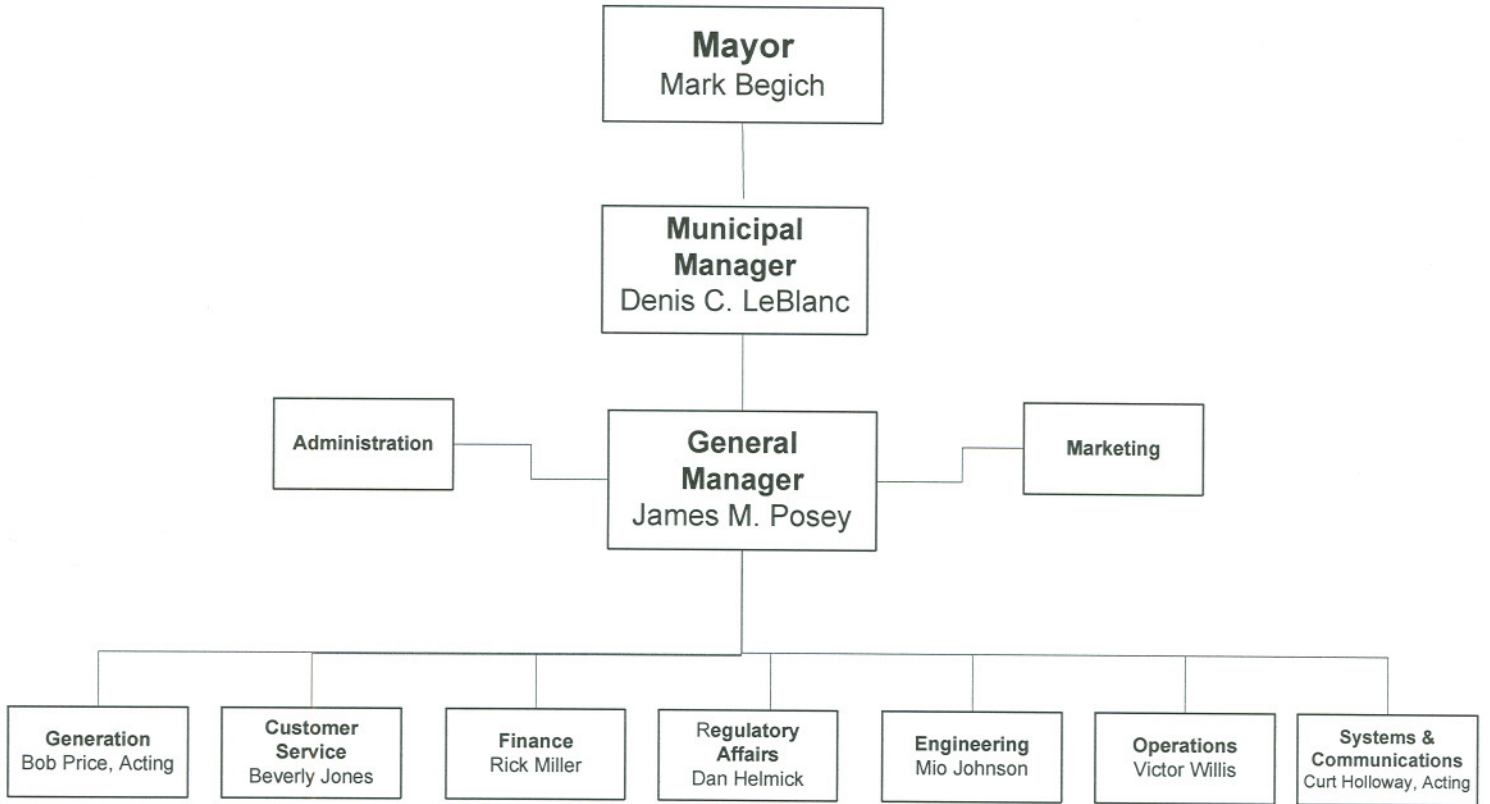 Mayor
Mark Begich
Municipal
Manager
Denis C. LeBlanc
Administration
General
Manager
James M. Posey
Marketing
Generation
Bob Price, Acting
Customer
Service
Beverly Jones
Finance
Rick Miller
Regulatory
Affairs
Dan Helmick
Engineering
Mio Johnson
Operations
Victor Willis
Systems &
Communications
Curt Holloway, Acting